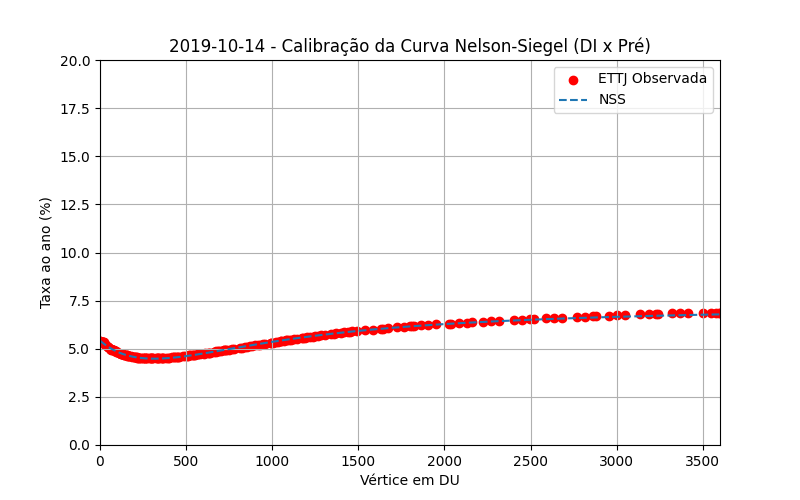 2019-10-14 - Calibração da Curva Nelson-Siegel (DI x Pré)
ETTJ Observada
NSS
Taxa ao ano (%)
20.0
17.5
15.0
12.5
10.0
7.5
5.0
2.5
0.0
0 500 1000 1500 2000 2500 3000 3500
Vértice em DU